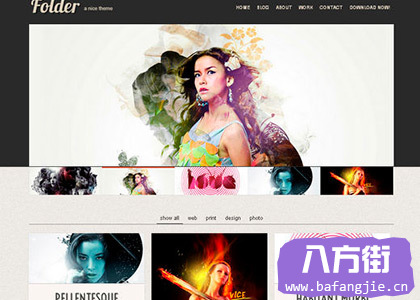 Folder
a nice theme
HOME BLOG ABOUT WORK CONTACT DOWNLOAD NOW!
love
show all web print design photo
VICE
PELLENTESQUE
HABITANT MORBI
八方街
www.bafangjie.cn